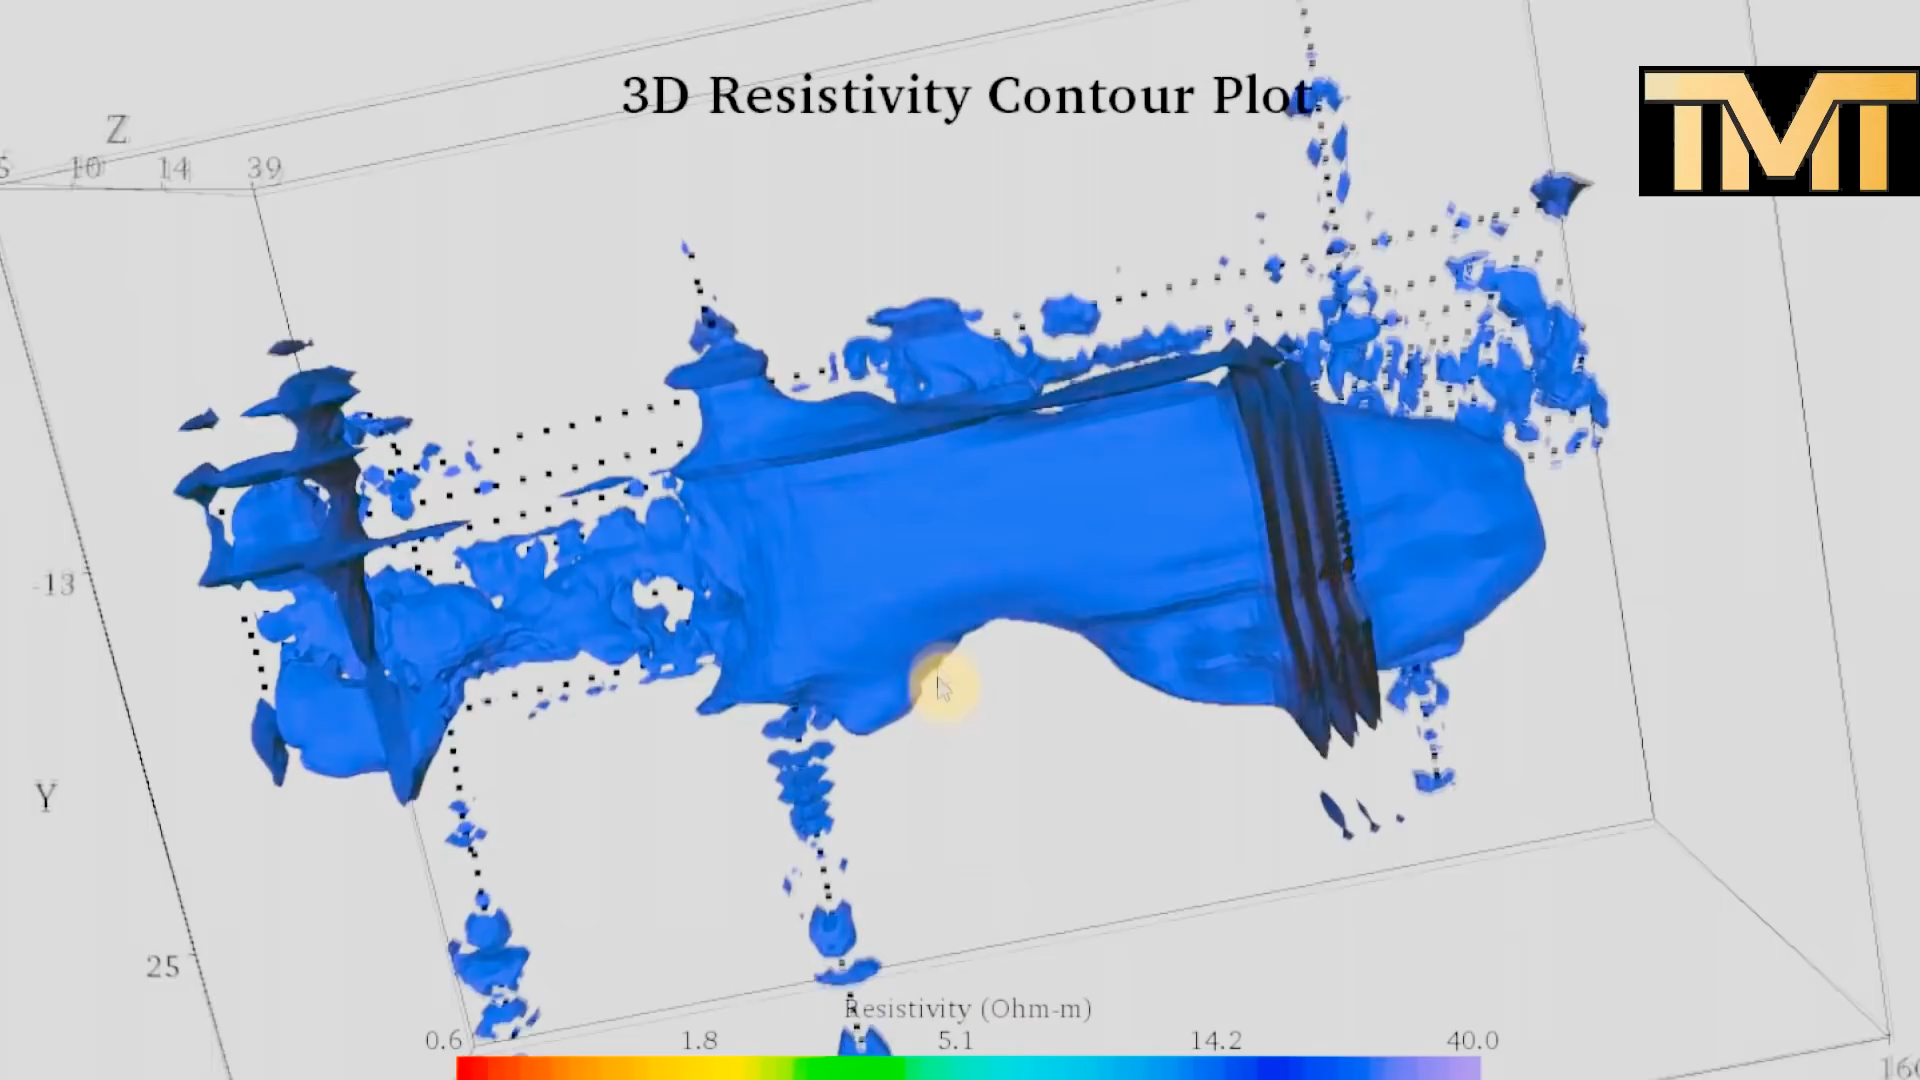 3D Resistivity Contour Plot
TMT
Z
5 10 14 39
-13
Y
25
Resistivity (Ohm-m)
0.6 1.8 5.1 14.2 40.0